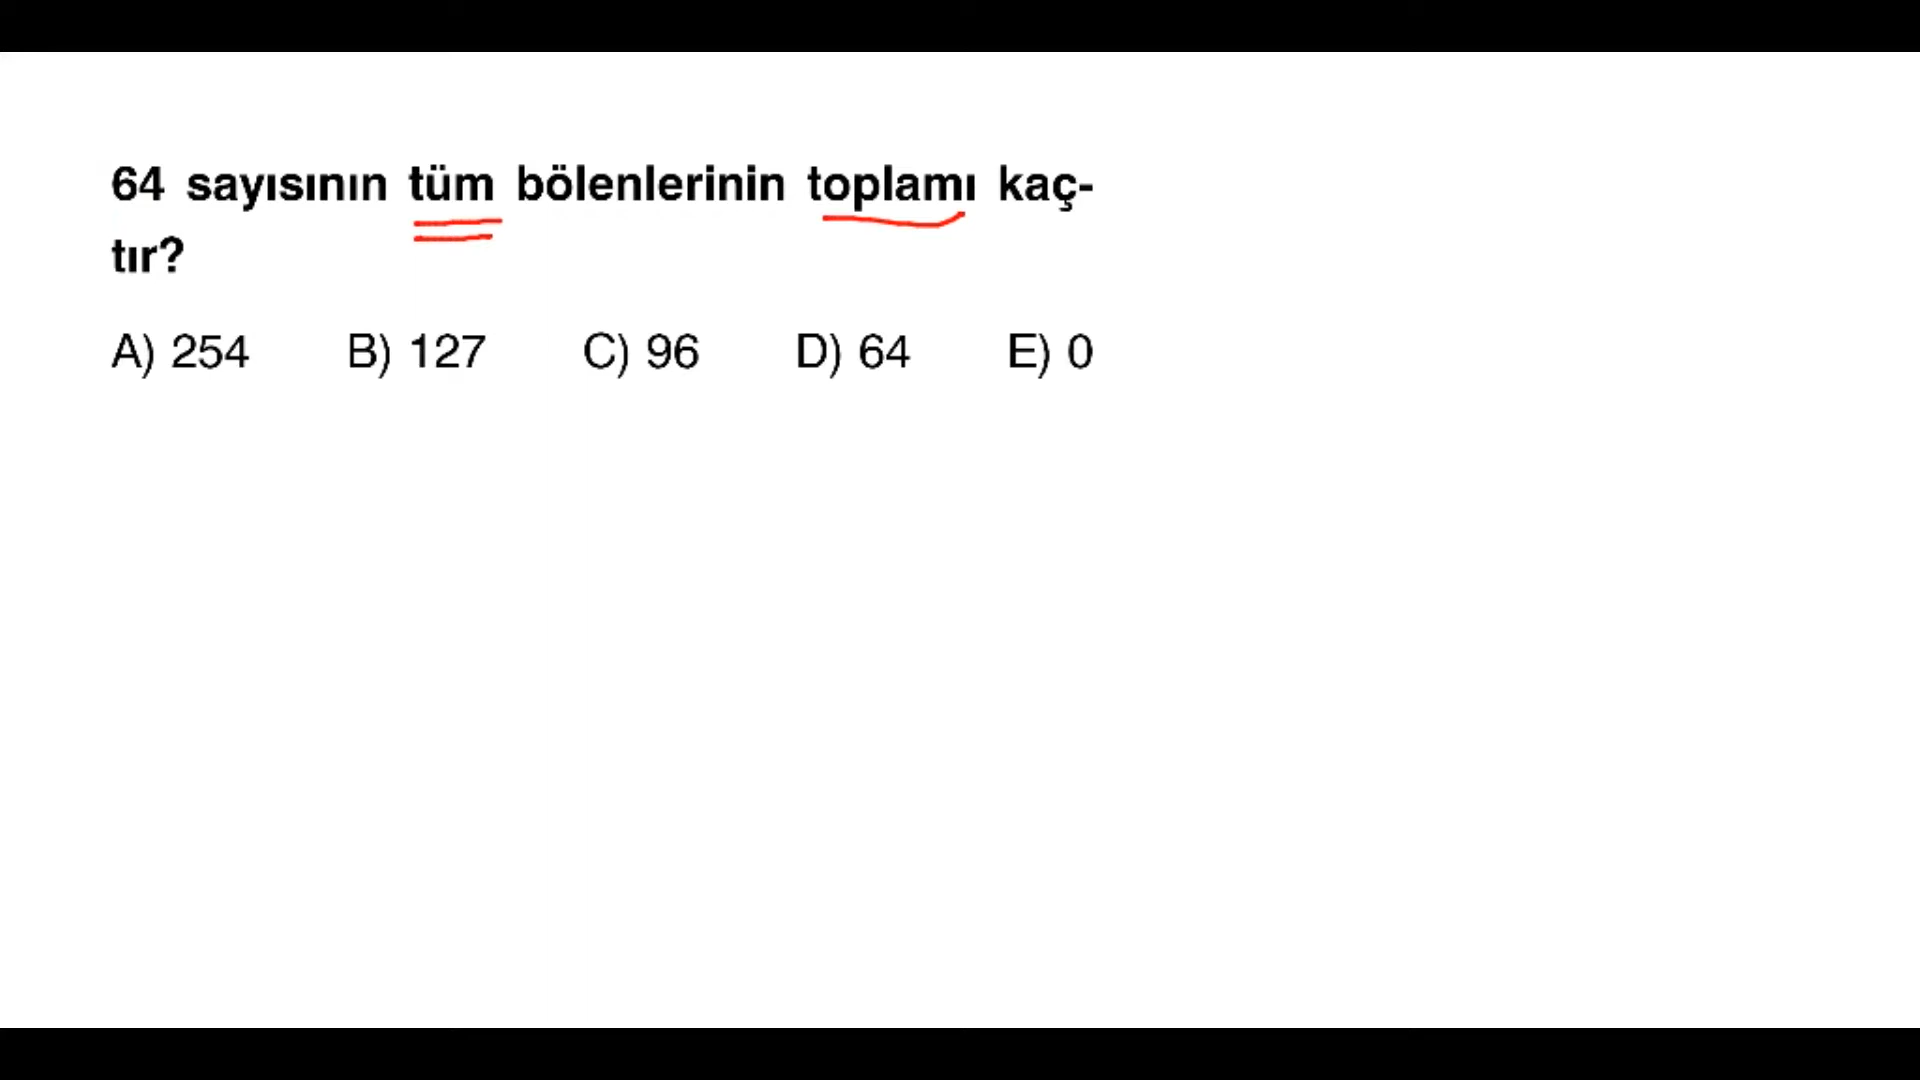 64 sayısının tüm bölenlerinin toplamı kaç-
tır?
A) 254 B) 127 C) 96 D) 64 E) 0